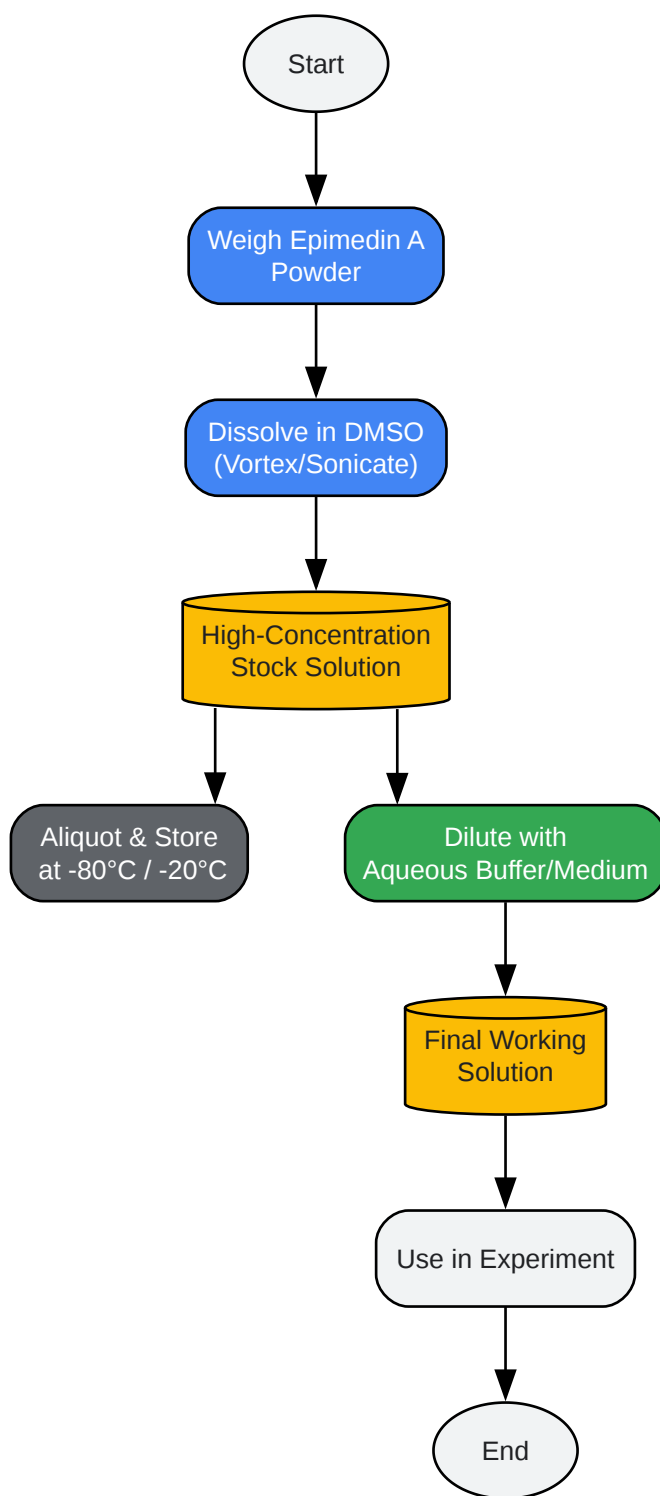 Start
Weigh Epimedin A
Powder
Dissolve in DMSO
(Vortex/Sonicate)
High-Concentration
Stock Solution
Aliquot & Store
at -80°C / -20°C
Dilute with
Aqueous Buffer/Medium
Final Working
Solution
Use in Experiment
End